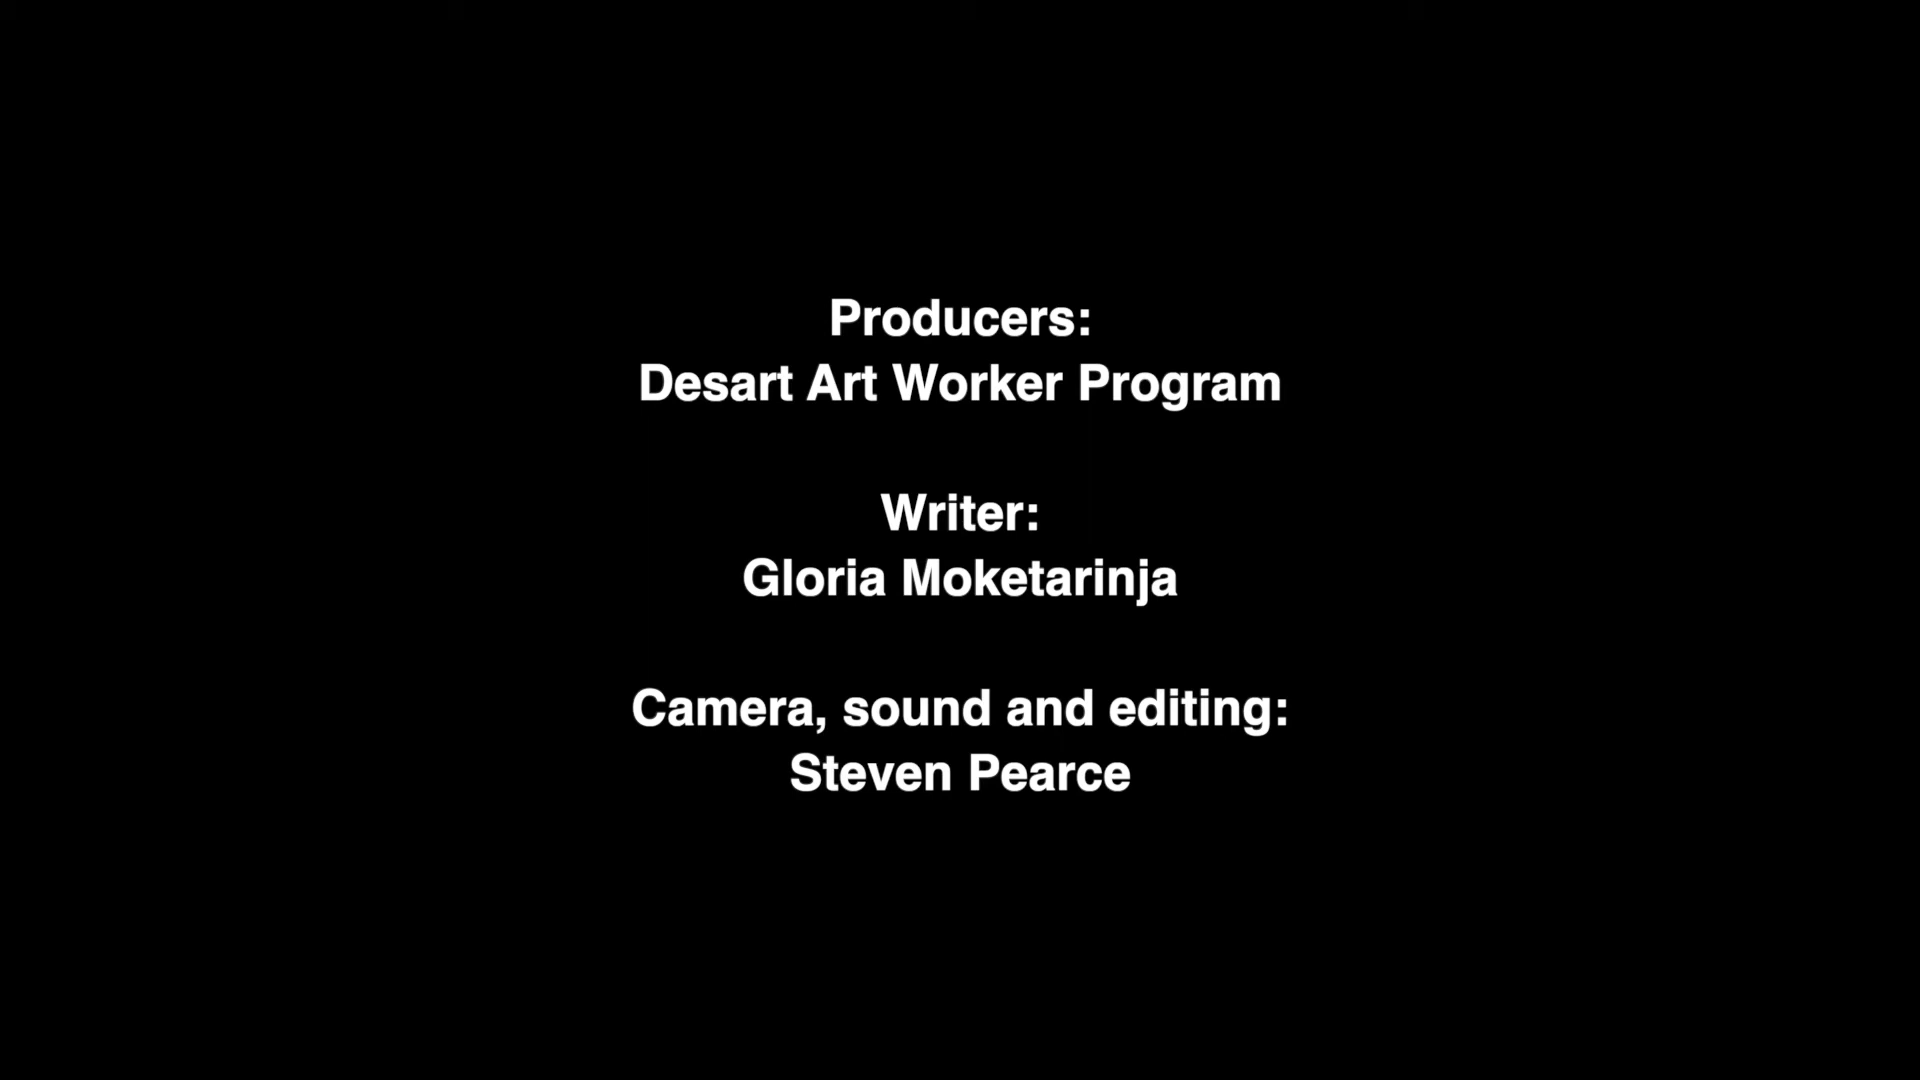 Producers:
Desart Art Worker Program
Writer:
Gloria Moketarinja
Camera, sound and editing:
Steven Pearce